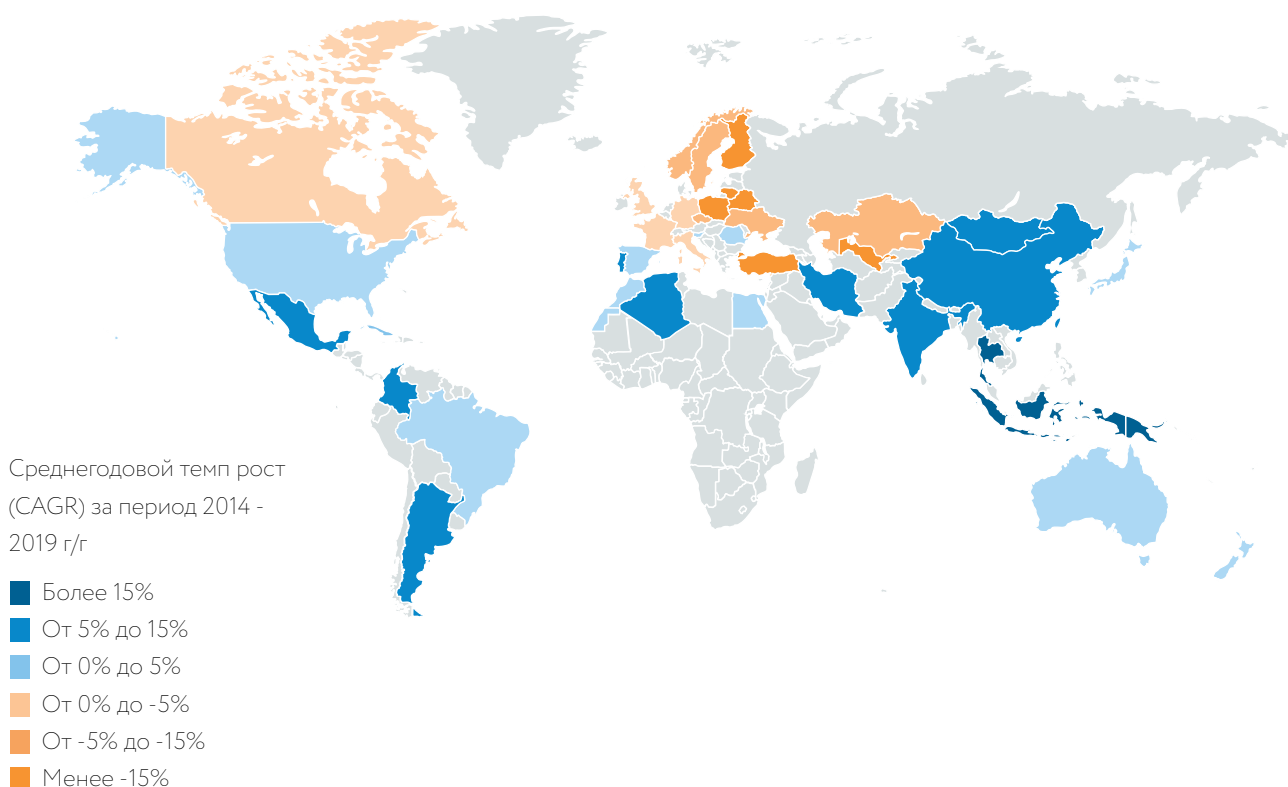 Среднегодовой темп рост
(CAGR) за период 2014 -
2019 г/г
Более 15%
От 5% до 15%
От 0% до 5%
От 0% до -5%
От -5% до -15%
Менее -15%